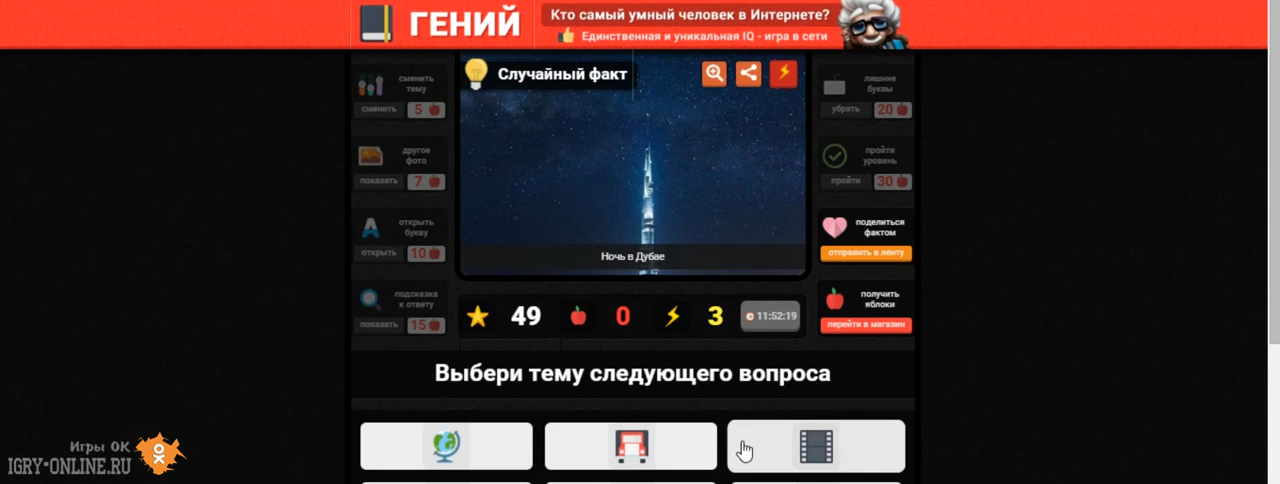 ГЕНИЙ
Кто самый умный человек в Интернете?
Единственная и уникальная IQ - игра в сети
Случайный факт
сменить
тему
сменить
5
другое
фото
показать
7
A
открыть
букву
открыть
10
подсказка
к ответу
показать
15
Ночь в Дубае
лишние
буквы
убрать
20
пройти
уровень
пройти
30
поделиться
фактом
отправить в ленту
получить
яблоки
перейти в магазин
49
0
3
11:52:19
Выбери тему следующего вопроса
Игры ОК
IGRY-ONLINE.RU